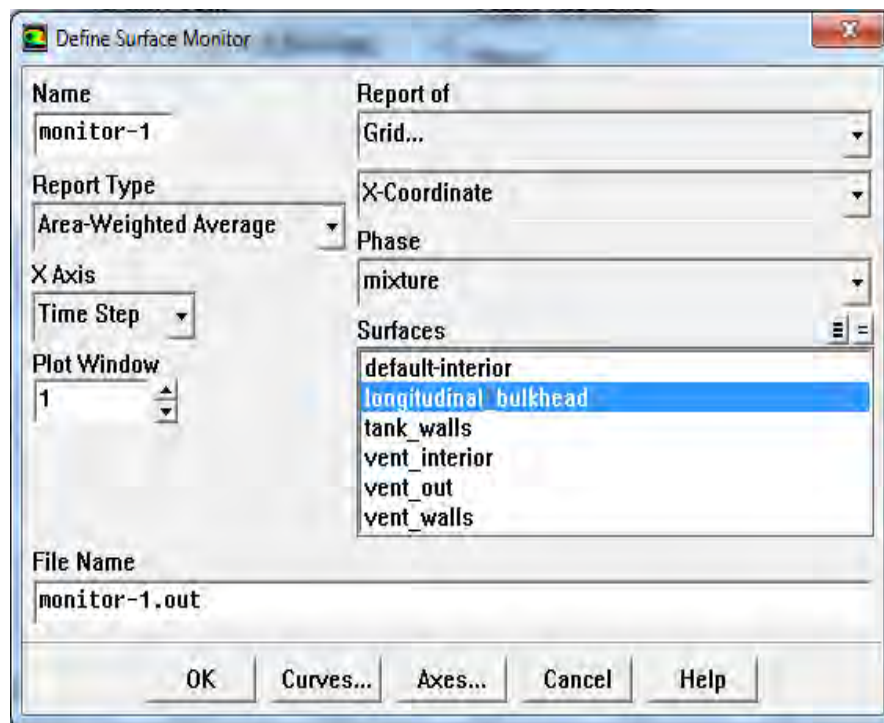 Define Surface Monitor
Name
monitor-1
Report Type
Area-Weighted Average
X Axis
Time Step
Plot Window
1
Report of
Grid...
X-Coordinate
Phase
mixture
Surfaces
default-interior
longitudinal_bulkhead
tank_walls
vent_interior
vent_out
vent_walls
File Name
monitor-1.out
OK Curves... Axes... Cancel Help